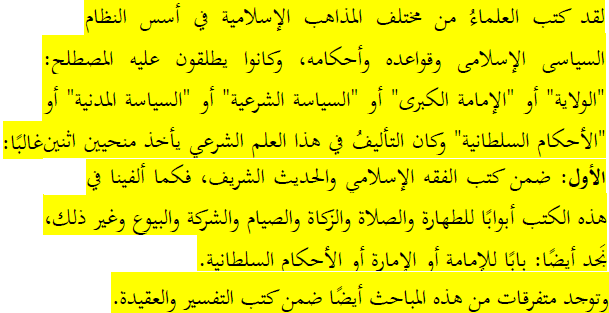 لقد كتب العلماءُ من مختلف المذاهب الإسلامية في أسس النظام
السياسى الإسلامى وقواعده وأحكامه، وكانوا يطلقون عليه المصطلح:
"الولاية" أو "الإمامة الكبرى" أو "السياسة الشرعية" أو "السياسة المدنية" أو
"الأحكام السلطانية" وكان التأليفُ في هذا العلم الشرعي يأخذ منحيين اثنين غالبًا:
الأول: ضمن كتب الفقه الإسلامي والحديث الشريف، فكما ألفينا في
هذه الكتب أبوابًا للطهارة والصلاة والزكاة والصيام والشركة والبيوع وغير ذلك،
نجد أيضًا: بابًا للإمامة أو الإمارة أو الأحكام السلطانية.
وتوجد متفرقات من هذه المباحث أيضًا ضمن كتب التفسير والعقيدة.